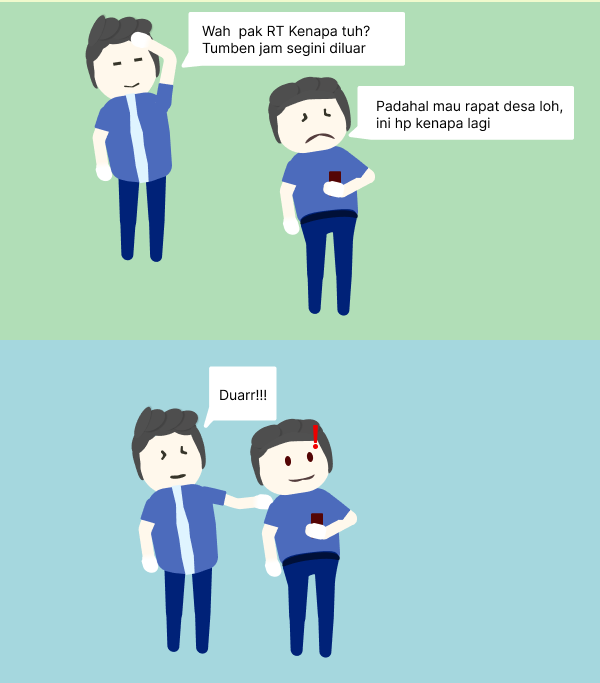 Wah  pak RT Kenapa tuh?
Tumben jam segini diluar
Padahal mau rapat desa loh,
ini hp kenapa lagi
Duarr!!!
!